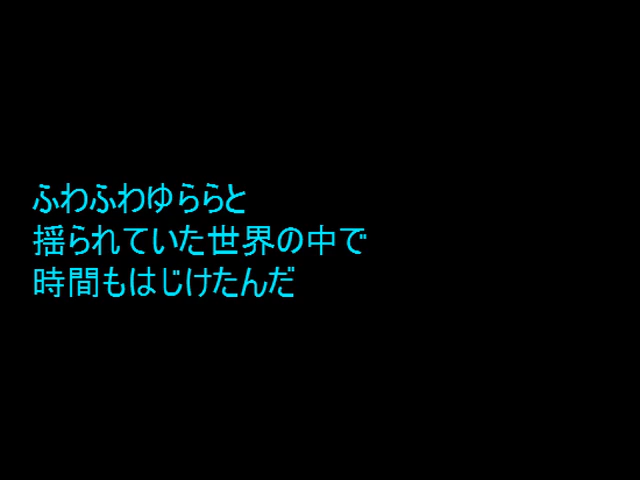 ふわふわゆららと
揺られていた世界の中で
時間もはじけたんだ